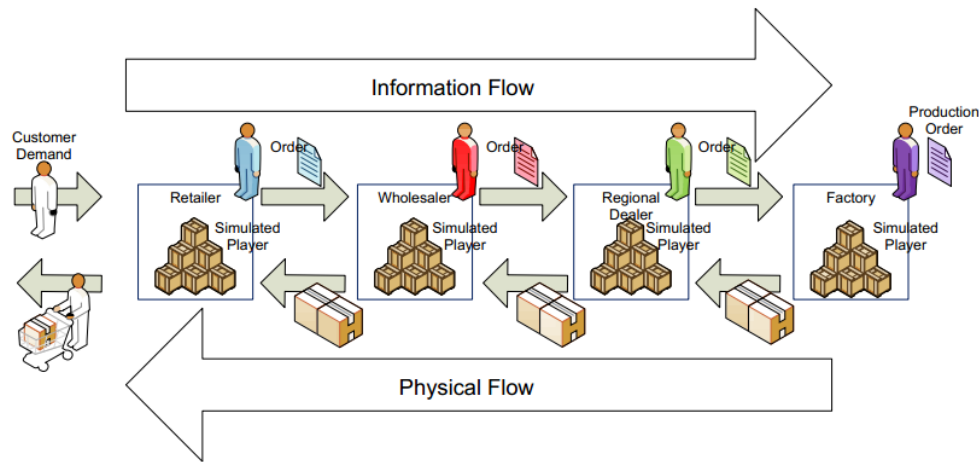 Information Flow
Customer
Demand
Order
Order
Order
Production
Order
Retailer
Simulated
Player
Wholesaler
Simulated
Player
Regional
Dealer
Simulated
Player
Factory
Simulated
Player
Physical Flow